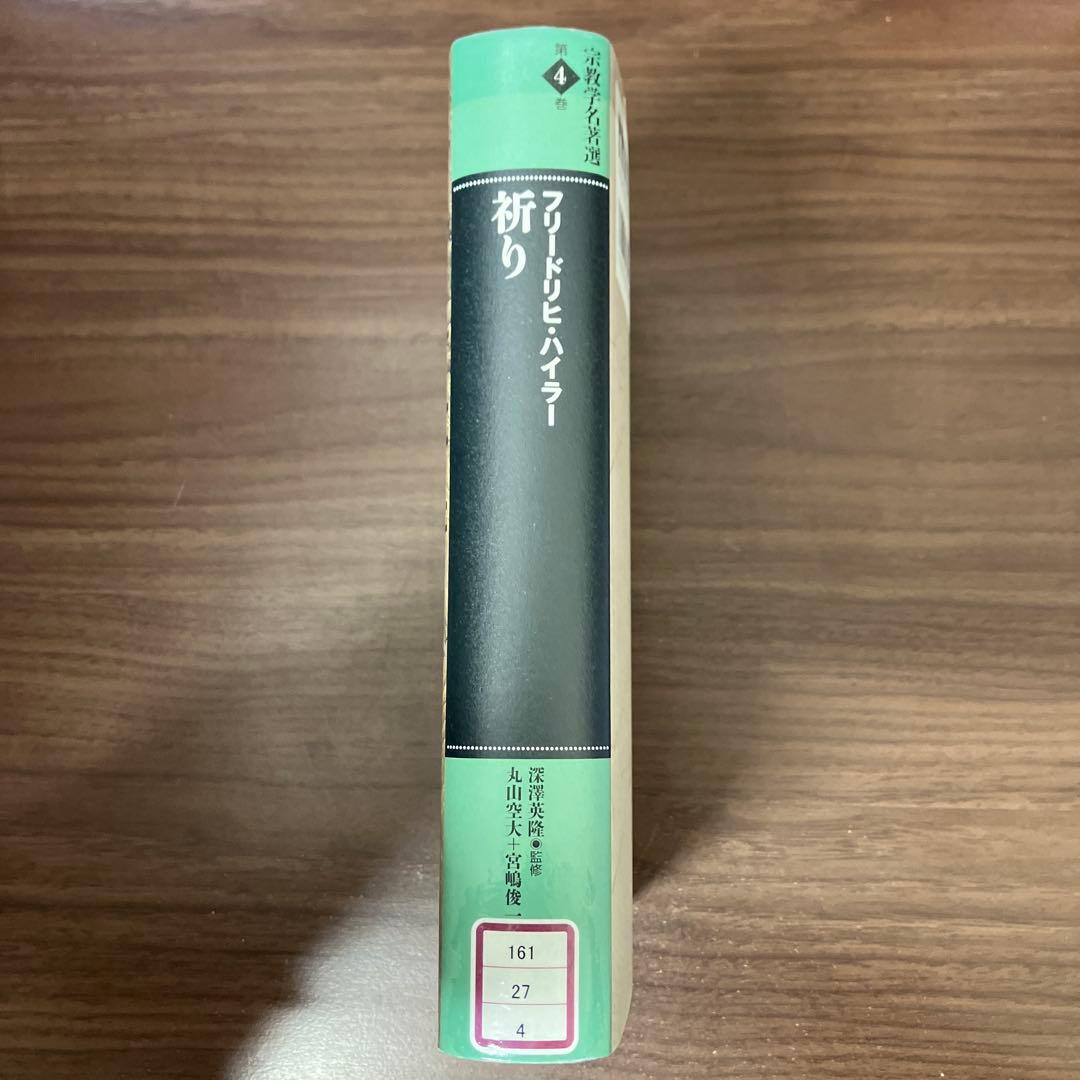 宗教学名著選
第4巻
フリードリヒ・ハイラー
祈り
深澤英隆◉監修
丸山空大+宮嶋俊一
161
27
4